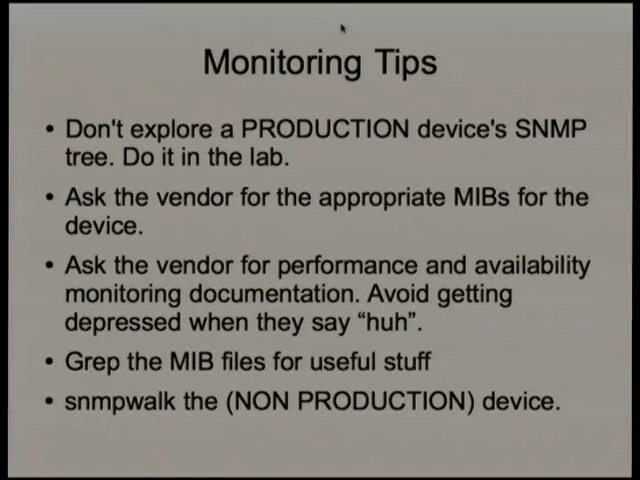 Monitoring Tips
• Don't explore a PRODUCTION device's SNMP
tree. Do it in the lab.
• Ask the vendor for the appropriate MIBs for the
device.
• Ask the vendor for performance and availability
monitoring documentation. Avoid getting
depressed when they say “huh”.
• Grep the MIB files for useful stuff
• snmpwalk the (NON PRODUCTION) device.